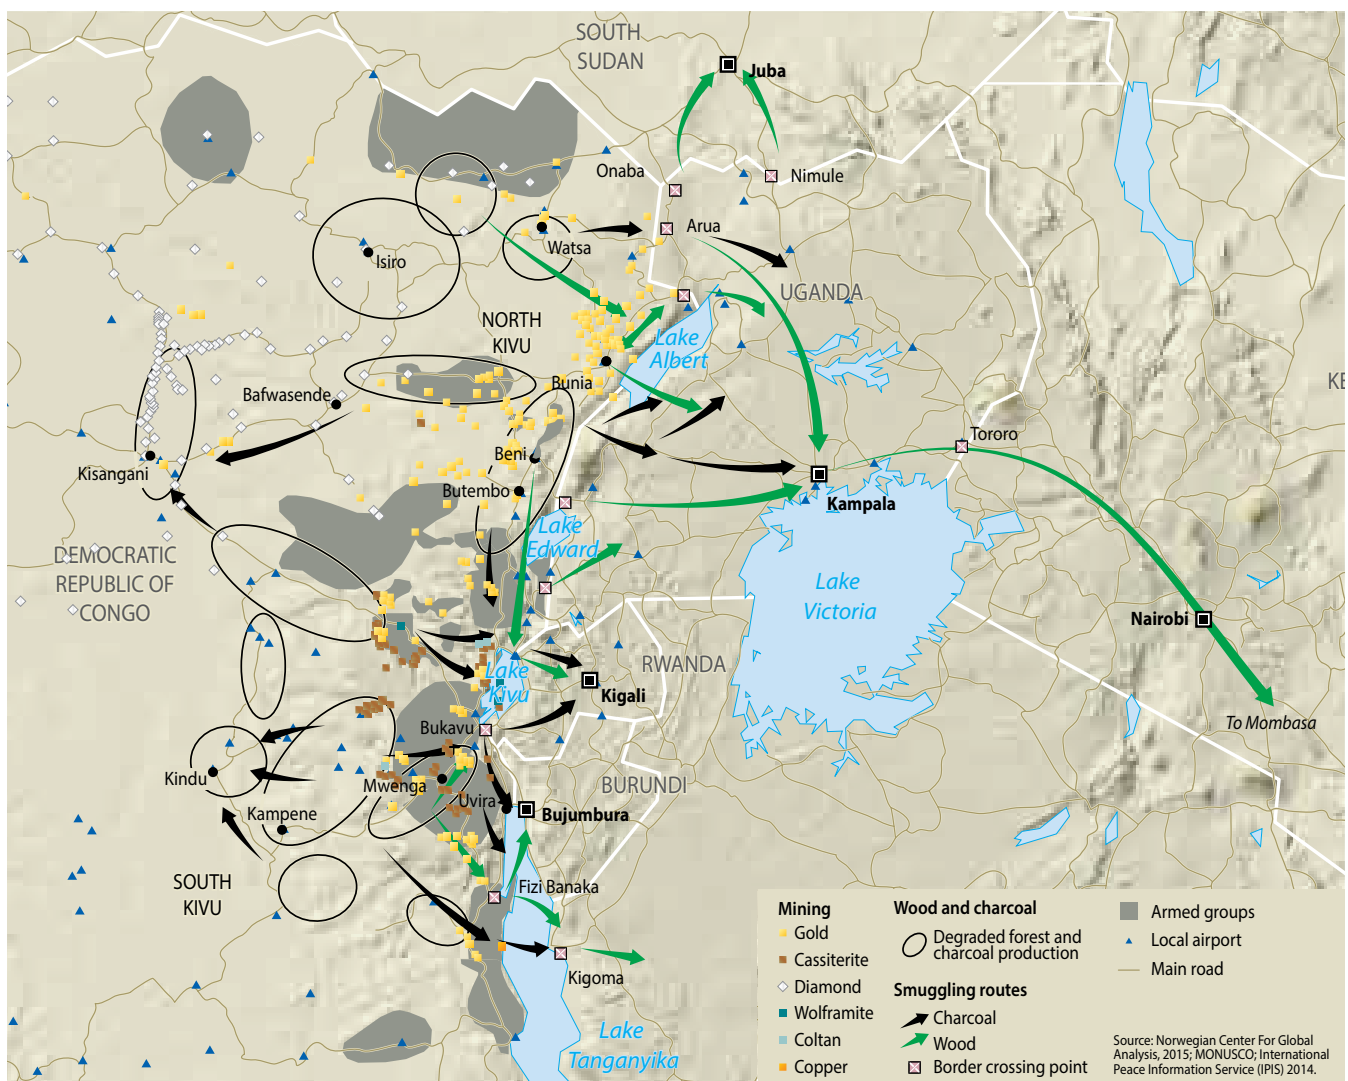 SOUTH
SUDAN
Juba
Onaba
Nimule
Arua
Watsa
Isiro
UGANDA
NORTH
KIVU
Lake
Albert
KE
Bunia
Bafwasende
Tororo
Beni
Kisangani
Butembo
Kampala
Lake
Edward
DEMOCRATIC
REPUBLIC OF
CONGO
Lake
Victoria
Nairobi
RWANDA
Lake
Kivu
Kigali
To Mombasa
Bukavu
Kindu
Mwenga
BURUNDI
Uvira
Kampene
Bujumbura
SOUTH
KIVU
Fizi Banaka
Kigoma
Lake
Tanganyika
Mining
Gold
Cassiterite
Diamond
Wolframite
Coltan
Copper
Wood and charcoal
Degraded forest and
charcoal production
Smuggling routes
Charcoal
Wood
Border crossing point
Armed groups
Local airport
Main road
Source: Norwegian Center For Global
Analysis, 2015; MONUSCO; International
Peace Information Service (IPIS) 2014.